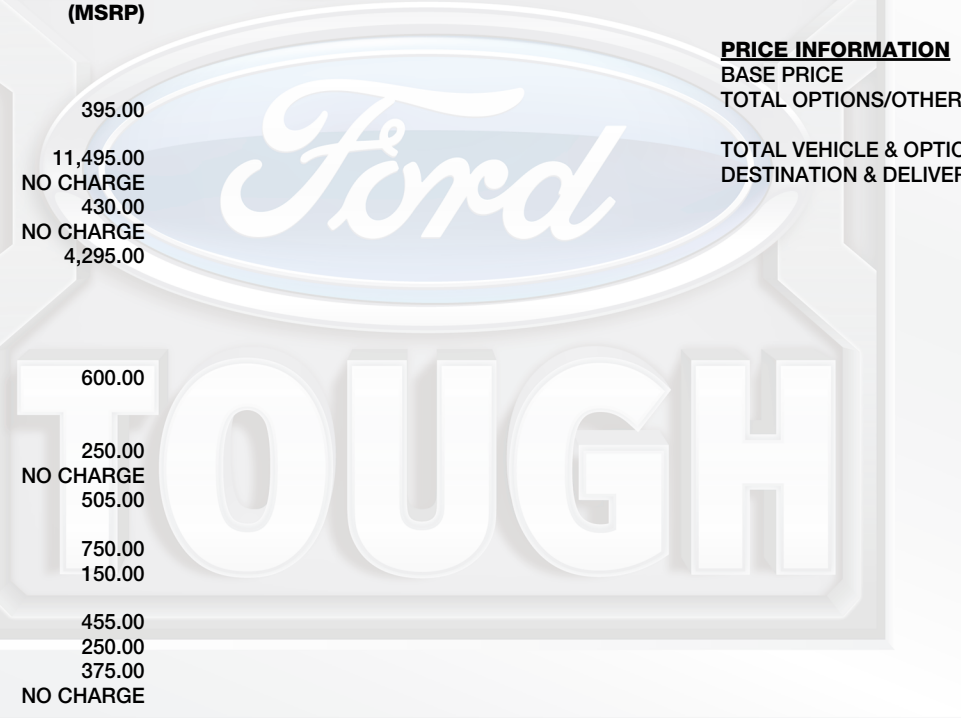 (MSRP)
395.00
11,495.00
NO CHARGE
430.00
NO CHARGE
4,295.00
600.00
250.00
NO CHARGE
505.00
750.00
150.00
455.00
250.00
375.00
NO CHARGE
PRICE INFORMATION
BASE PRICE
TOTAL OPTIONS/OTHER
TOTAL VEHICLE & OPTIO
DESTINATION & DELIVER
Ford
TOUGH